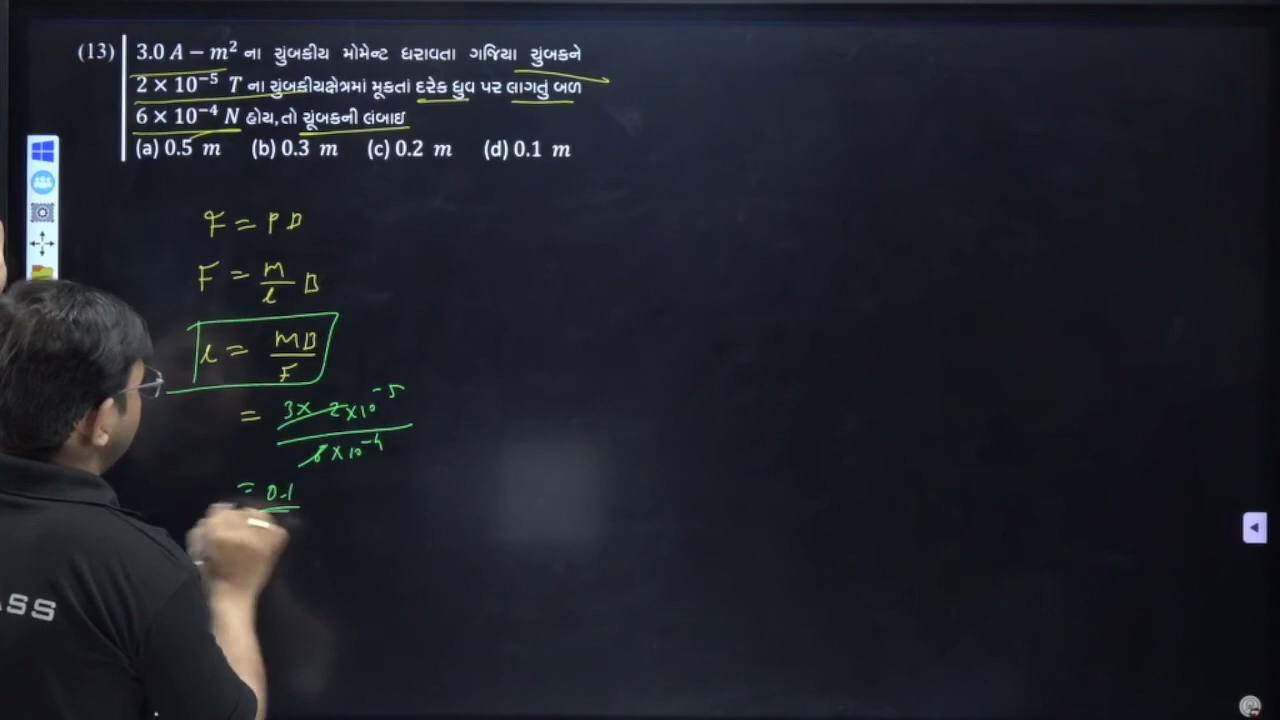 (13) 3.0 A − m² ના ચુંબકીય મોમેન્ટ ધરાવતા ગજિયા ચુંબકને
2 × 10⁻⁵ T ના ચુંબકીયક્ષેત્રમાં મૂકતાં દરેક ધ્રુવ પર લાગતું બળ
6 × 10⁻⁴ N હોય, તો ચૂંબકની લંબાઇ
(a) 0.5 m (b) 0.3 m (c) 0.2 m (d) 0.1 m
F = P B
F = m/l B
l = mB/F
= 3 × 2 × 10⁻⁵ / 6 × 10⁻⁴
= 0.1
ASS